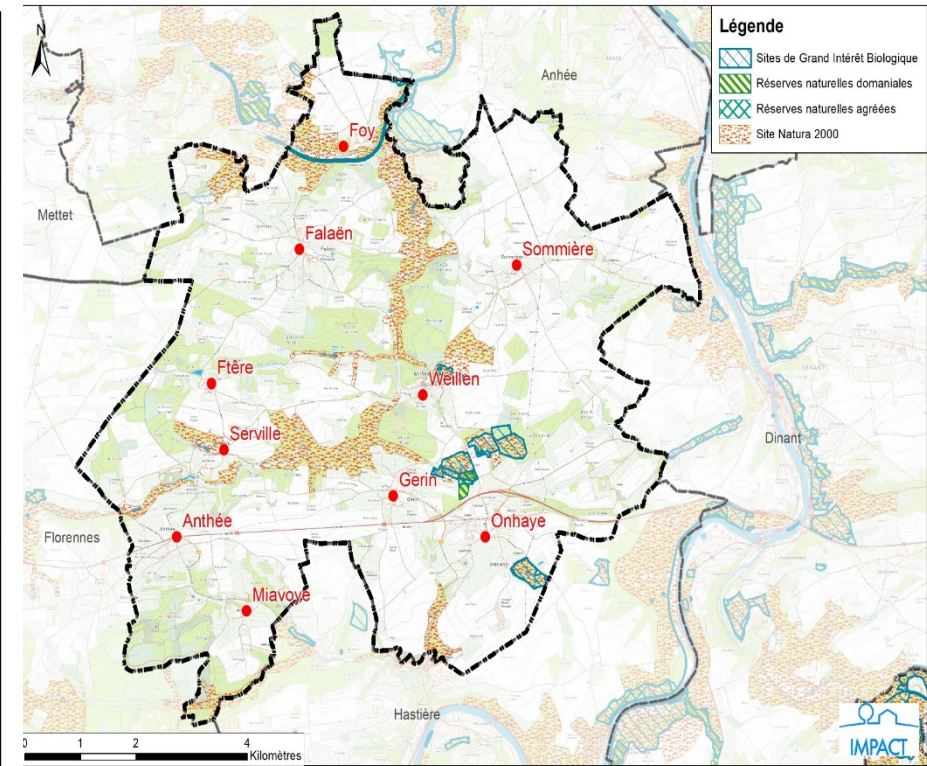 N
Légende
Sites de Grand Intérêt Biologique
Réserves naturelles domaniales
Réserves naturelles agréées
Site Natura 2000
Anhée
Foy
Mettet
Falaën
Sommière
Ftêre
Weillen
Dinant
Serville
Gerin
Florennes
Anthée
Onhaye
Miavoye
Hastière
0 1 2 4
Kilomètres
IMPACT